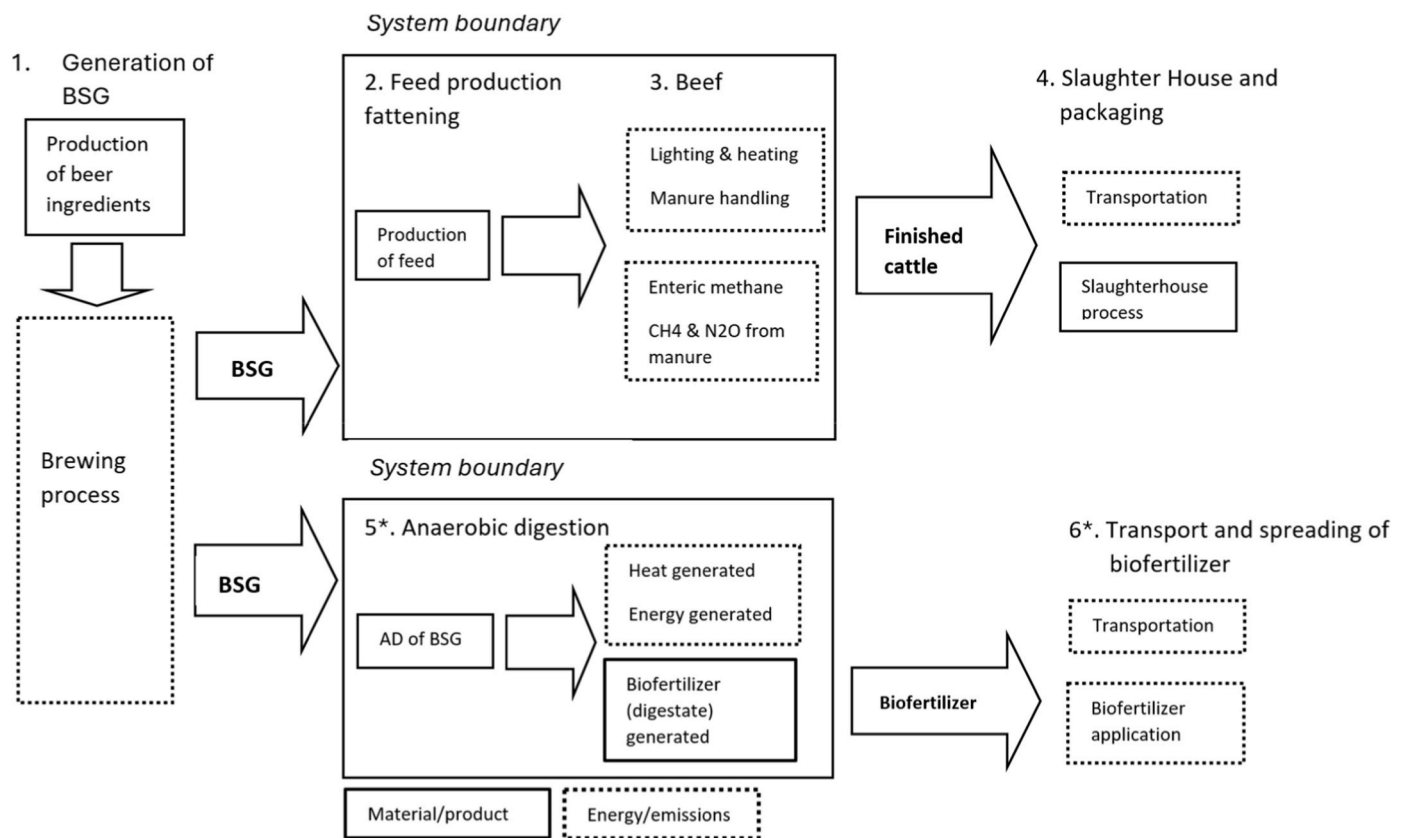 System boundary
1. Generation of
BSG
Production
of beer
ingredients
Brewing
process
BSG
BSG
2. Feed production
fattening
3. Beef
Production
of feed
Lighting & heating
Manure handling
Enteric methane
CH4 & N2O from
manure
Finished
cattle
4. Slaughter House and
packaging
Transportation
Slaughterhouse
process
System boundary
5*. Anaerobic digestion
AD of BSG
Heat generated
Energy generated
Biofertilizer
(digestate)
generated
Biofertilizer
6*. Transport and spreading of
biofertilizer
Transportation
Biofertilizer
application
Material/product
Energy/emissions